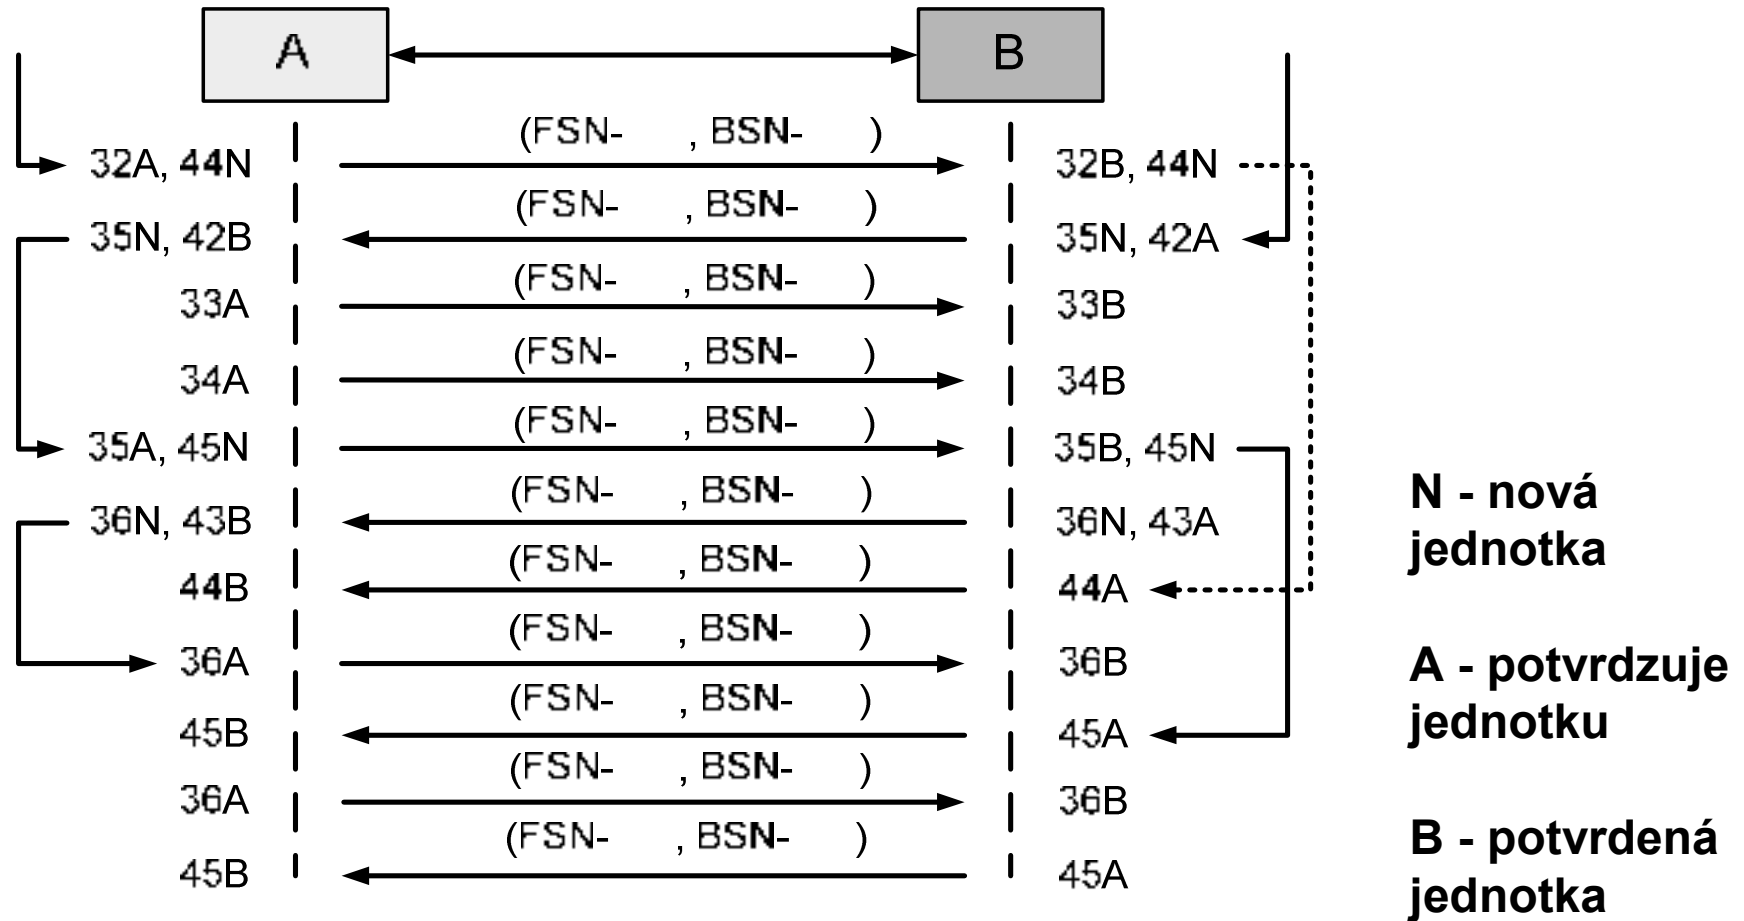 A B
(FSN- , BSN- )
32A, 44N 32B, 44N
(FSN- , BSN- )
35N, 42B 35N, 42A
(FSN- , BSN- )
33A 33B
(FSN- , BSN- )
34A 34B
(FSN- , BSN- )
35A, 45N 35B, 45N
(FSN- , BSN- )
36N, 43B 36N, 43A
(FSN- , BSN- )
44B 44A
(FSN- , BSN- )
36A 36B
(FSN- , BSN- )
45B 45A
(FSN- , BSN- )
36A 36B
(FSN- , BSN- )
45B 45A
N - nová
jednotka
A - potvrdzuje
jednotku
B - potvrdená
jednotka